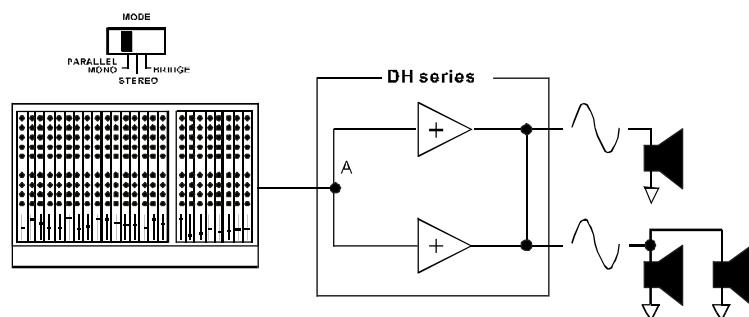 MODE
PARALLEL
MONO
BRIDGE
STEREO
DH series
A
+
+